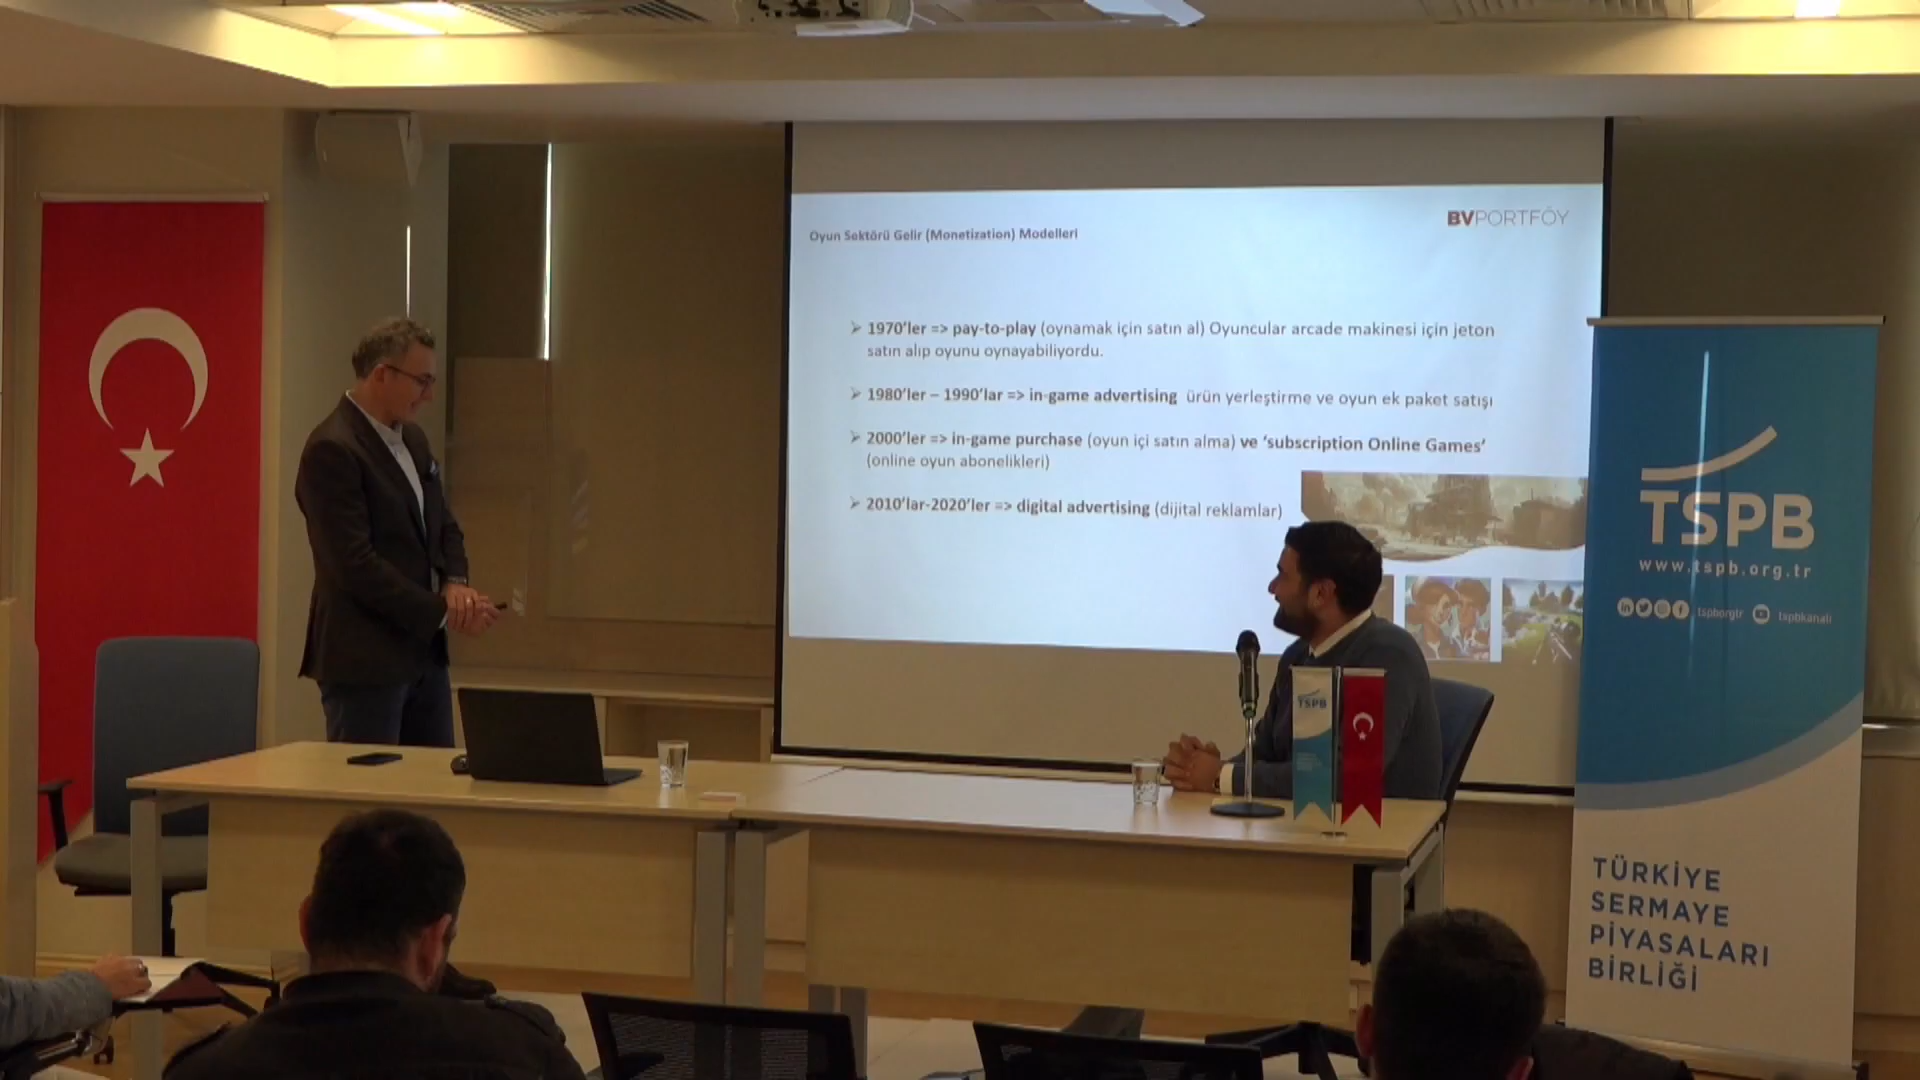 BVPORTFÖY
Oyun Sektörü Gelir (Monetization) Modelleri
➢ 1970'ler => pay-to-play (oynamak için satın al) Oyuncular arcade makinesi için jeton
satın alıp oyunu oynayabiliyordu.
➢ 1980'ler – 1990'lar => in-game advertising ürün yerleştirme ve oyun ek paket satışı
➢ 2000'ler => in-game purchase (oyun içi satın alma) ve 'subscription Online Games'
(online oyun abonelikleri)
➢ 2010'lar-2020'ler => digital advertising (dijital reklamlar)
TSPB
www.tspb.org.tr
tspborgtr tspbkanali
TSPB
TÜRKİYE
SERMAYE
PİYASALARI
BİRLİĞİ